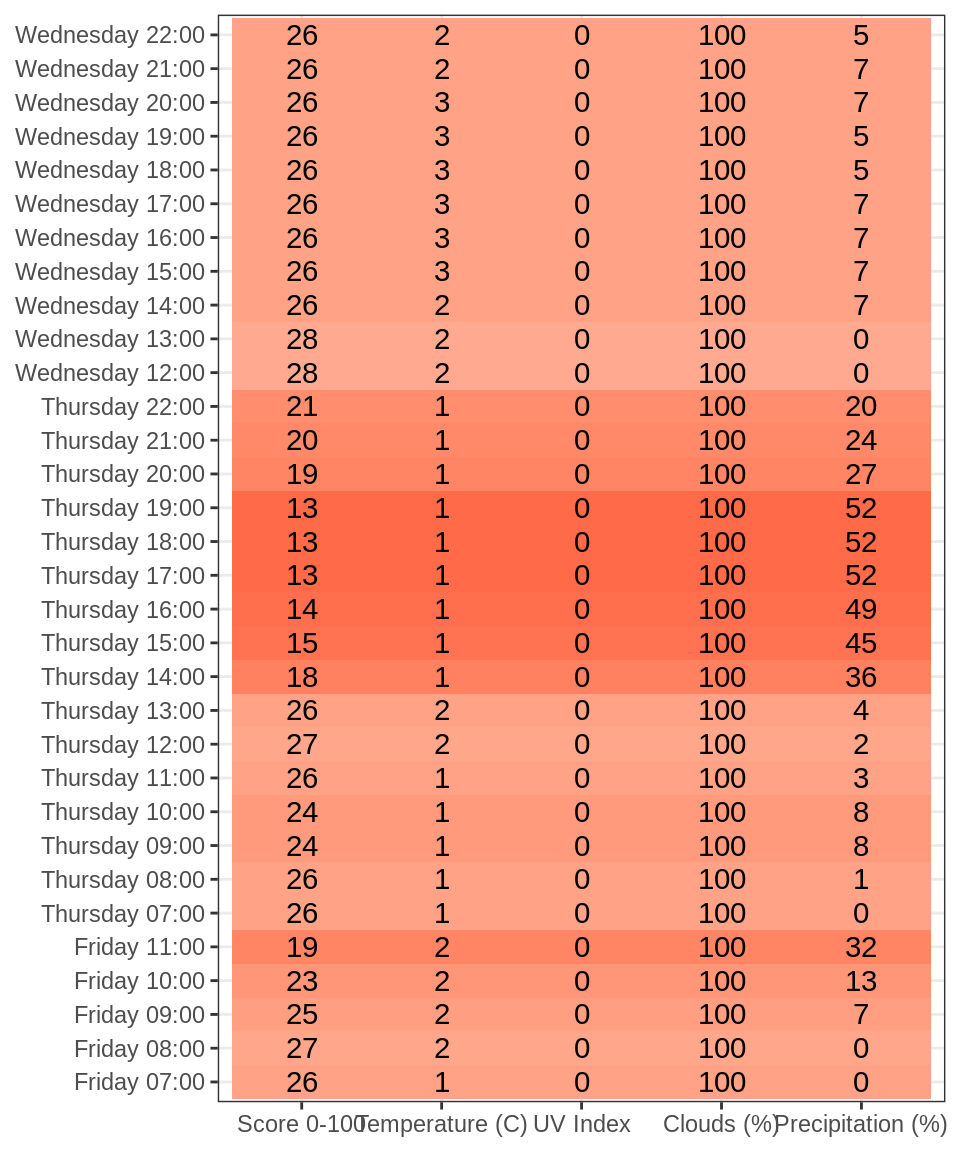 Wednesday 22:00 26 2 0 100 5
Wednesday 21:00 26 2 0 100 7
Wednesday 20:00 26 3 0 100 7
Wednesday 19:00 26 3 0 100 5
Wednesday 18:00 26 3 0 100 5
Wednesday 17:00 26 3 0 100 7
Wednesday 16:00 26 3 0 100 7
Wednesday 15:00 26 3 0 100 7
Wednesday 14:00 26 2 0 100 7
Wednesday 13:00 28 2 0 100 0
Wednesday 12:00 28 2 0 100 0
Thursday 22:00 21 1 0 100 20
Thursday 21:00 20 1 0 100 24
Thursday 20:00 19 1 0 100 27
Thursday 19:00 13 1 0 100 52
Thursday 18:00 13 1 0 100 52
Thursday 17:00 13 1 0 100 52
Thursday 16:00 14 1 0 100 49
Thursday 15:00 15 1 0 100 45
Thursday 14:00 18 1 0 100 36
Thursday 13:00 26 2 0 100 4
Thursday 12:00 27 2 0 100 2
Thursday 11:00 26 1 0 100 3
Thursday 10:00 24 1 0 100 8
Thursday 09:00 24 1 0 100 8
Thursday 08:00 26 1 0 100 1
Thursday 07:00 26 1 0 100 0
Friday 11:00 19 2 0 100 32
Friday 10:00 23 2 0 100 13
Friday 09:00 25 2 0 100 7
Friday 08:00 27 2 0 100 0
Friday 07:00 26 1 0 100 0
Score 0-100 Temperature (C) UV Index Clouds (%) Precipitation (%)